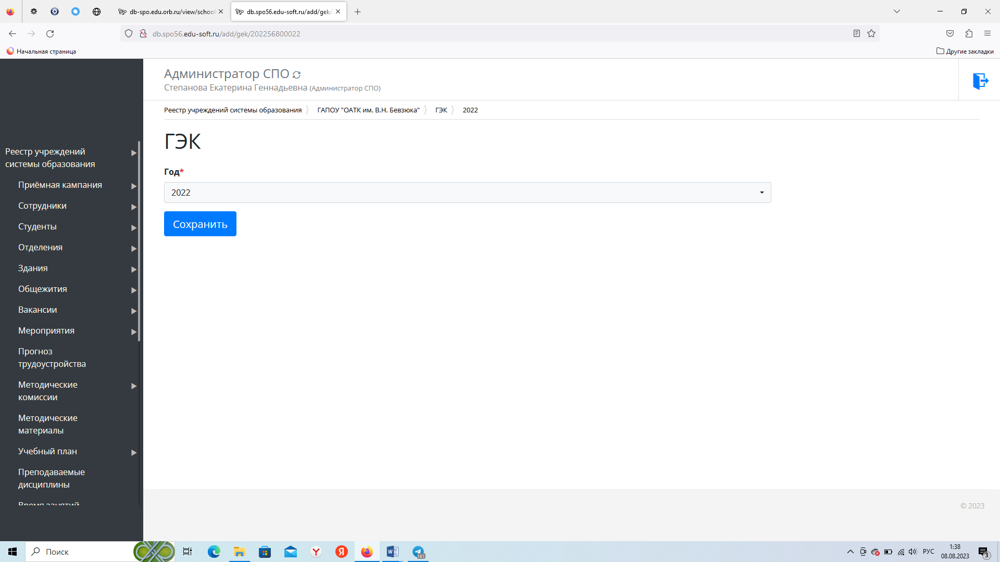 db-spo.edu.orb.ru/view/school
db.spo56.edu-soft.ru/add/gek/2
db.spo56.edu-soft.ru/add/gek/202256800022
Начальная страница
Другие закладки
Администратор СПО
Степанова Екатерина Геннадьевна (Администратор СПО)
Реестр учреждений системы образования
ГАПОУ "ОАТК им. В.Н. Бевзюка"
ГЭК
2022
ГЭК
Год*
2022
Сохранить
Реестр учреждений
системы образования
Приёмная кампания
Сотрудники
Студенты
Отделения
Здания
Общежития
Вакансии
Мероприятия
Прогноз
трудоустройства
Методические
комиссии
Методические
материалы
Учебный план
Преподаваемые
дисциплины
Время занятий
© 2023
Поиск
161
РУС
1:38
08.08.2023
3